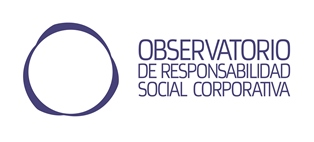 OBSERVATORIO
DE RESPONSABILIDAD
SOCIAL CORPORATIVA